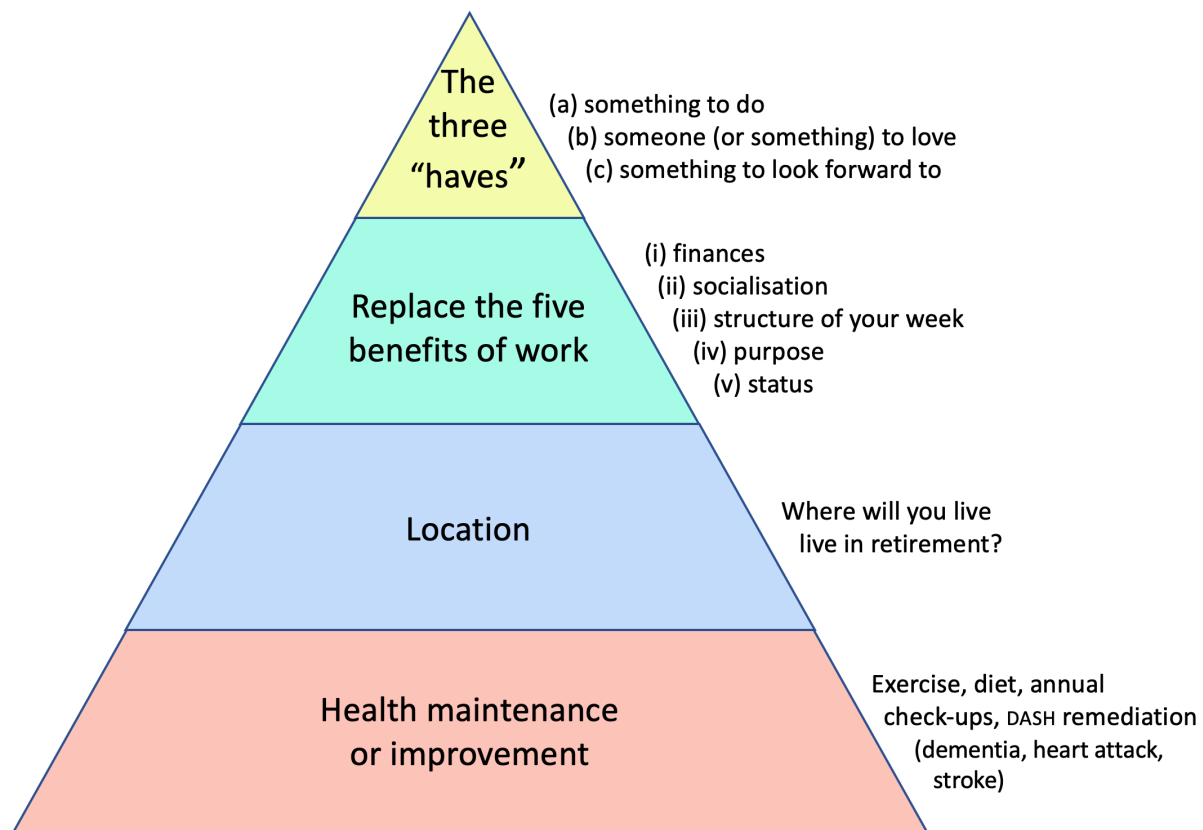 The
three
“haves”
(a) something to do
(b) someone (or something) to love
(c) something to look forward to
Replace the five
benefits of work
(i) finances
(ii) socialisation
(iii) structure of your week
(iv) purpose
(v) status
Location
Where will you live
live in retirement?
Health maintenance
or improvement
Exercise, diet, annual
check-ups, DASH remediation
(dementia, heart attack,
stroke)